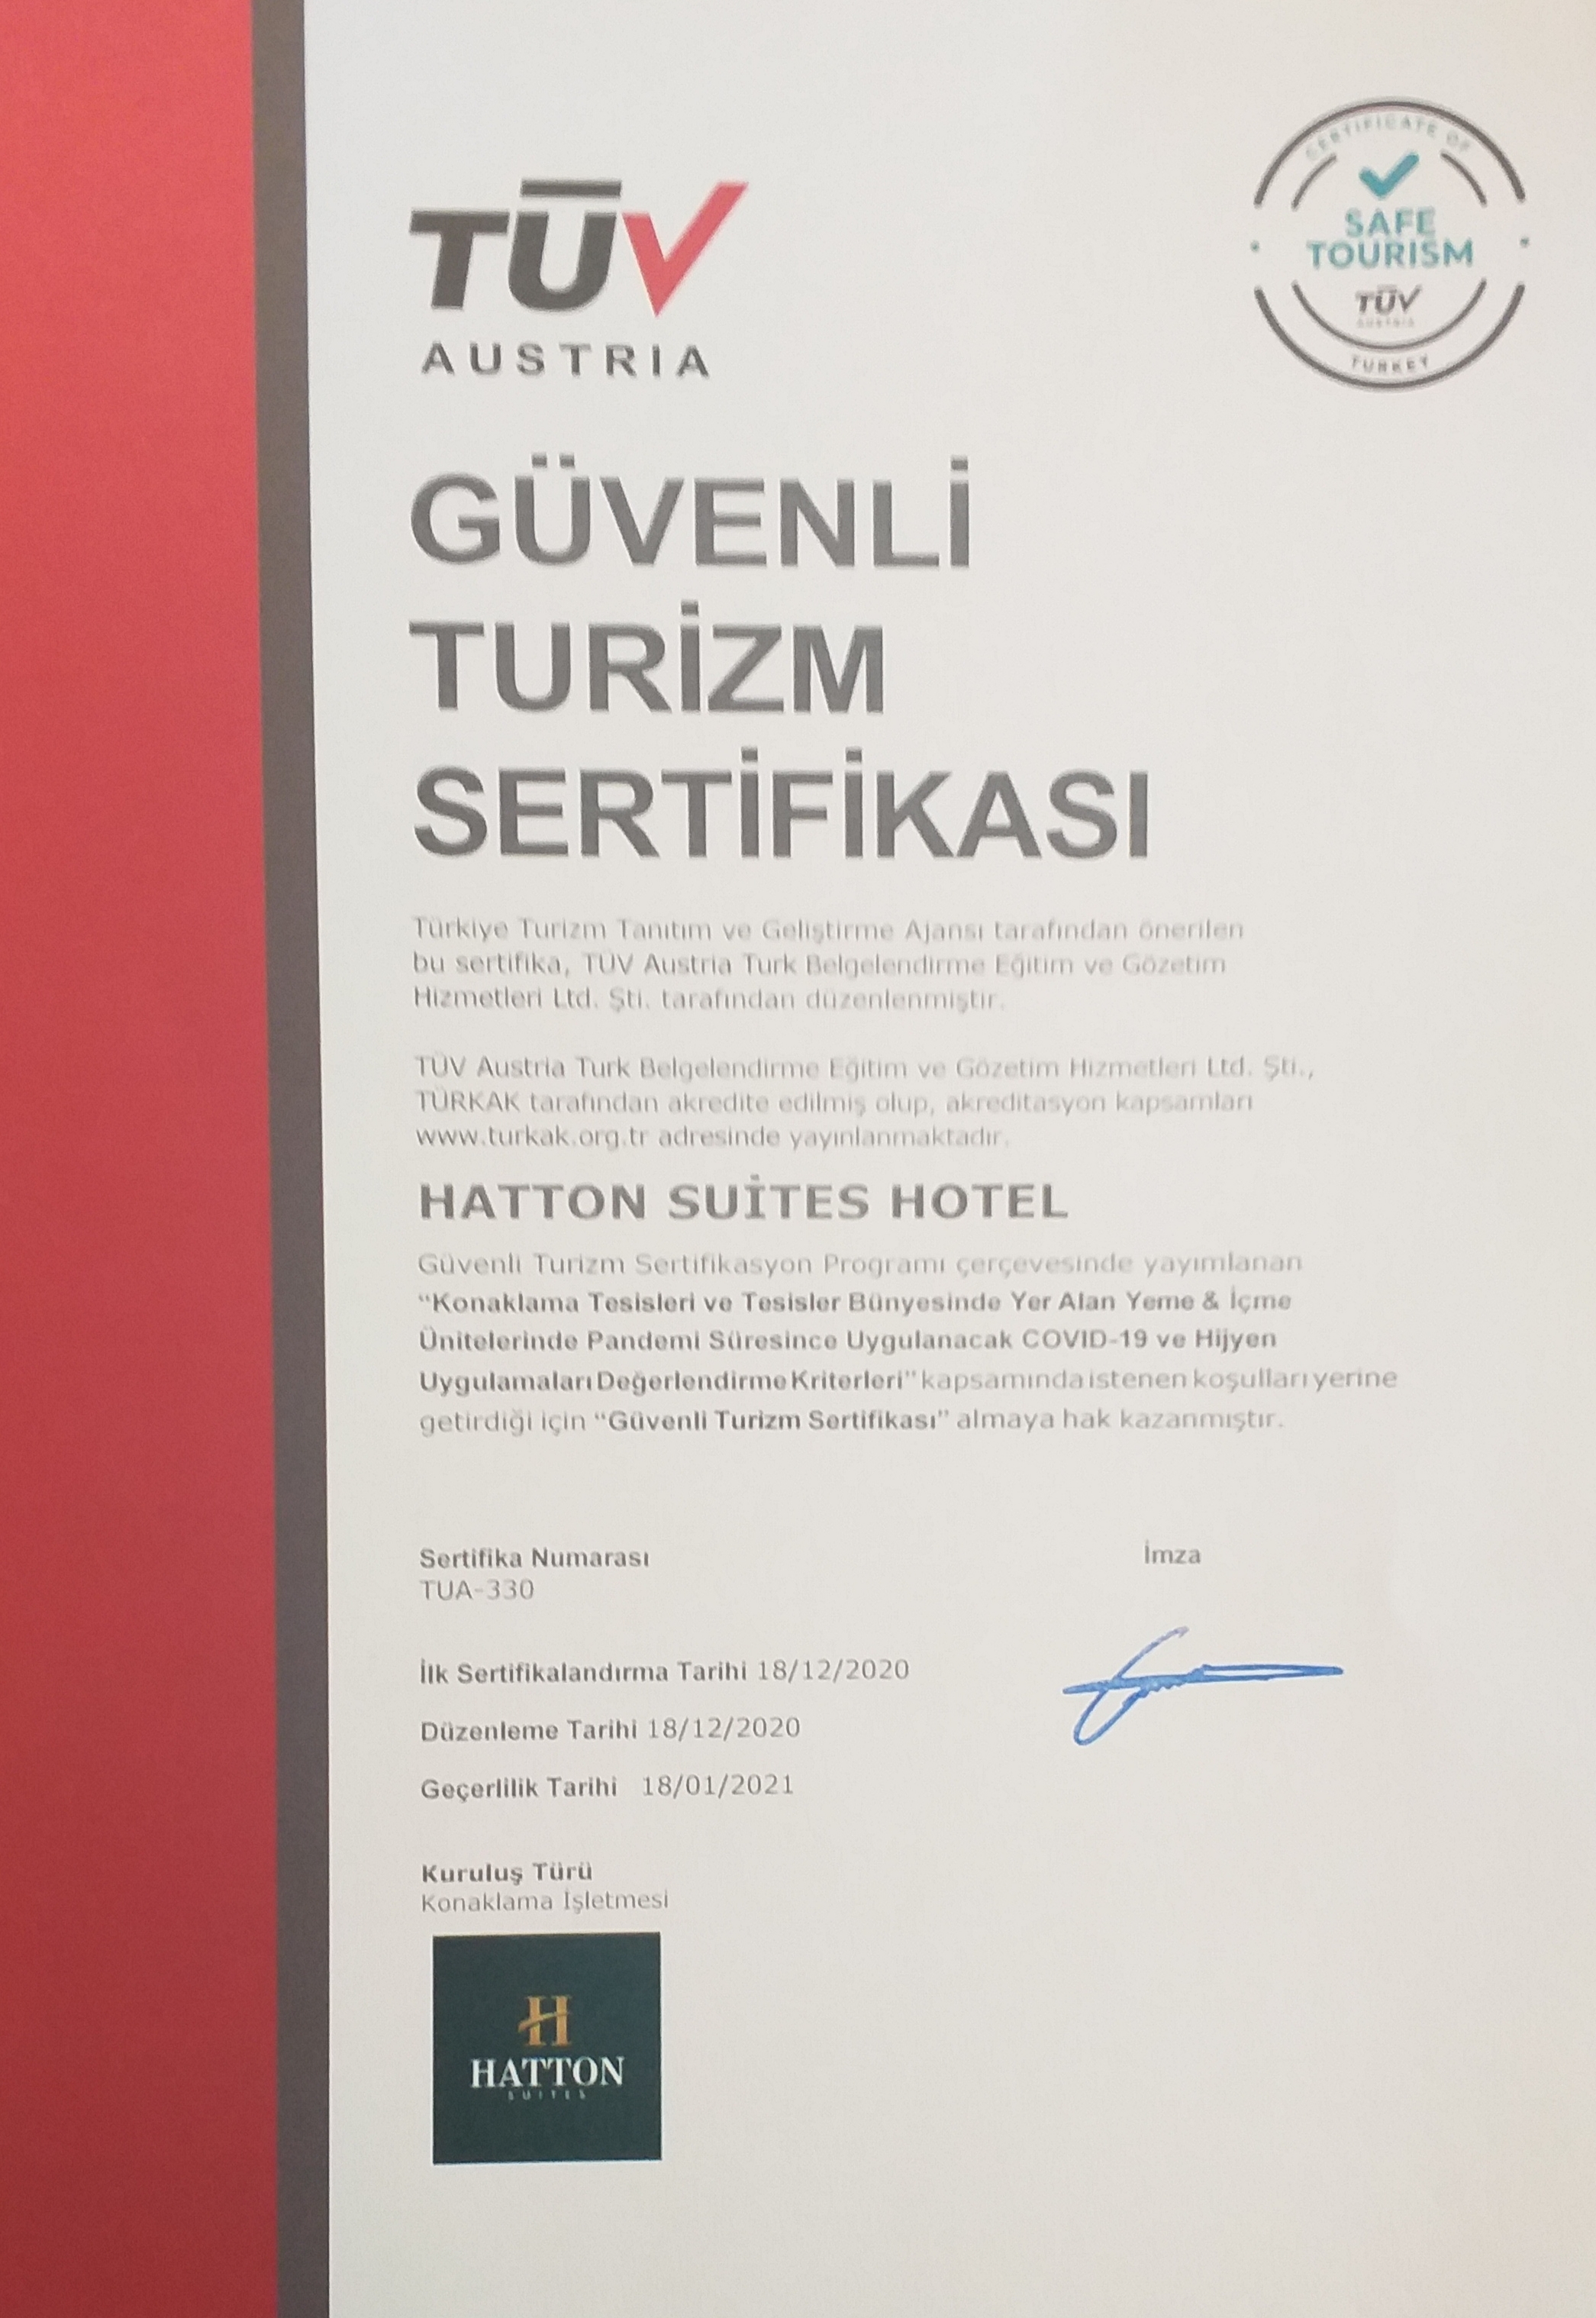 TÜV
AUSTRIA
CERTIFICATE OF
SAFE
TOURISM
TÜV
AUSTRIA
TURKEY
GÜVENLİ
TURİZM
SERTİFİKASI
Türkiye Turizm Tanıtım ve Geliştirme Ajansı tarafından önerilen
bu sertifika, TÜV Austria Turk Belgelendirme Eğitim ve Gözetim
Hizmetleri Ltd. Şti. tarafından düzenlenmiştir.
TÜV Austria Turk Belgelendirme Eğitim ve Gözetim Hizmetleri Ltd. Şti.,
TÜRKAK tarafından akredite edilmiş olup, akreditasyon kapsamları
www.turkak.org.tr adresinde yayınlanmaktadır.
HATTON SUİTES HOTEL
Güvenli Turizm Sertifikasyon Programı çerçevesinde yayımlanan
“Konaklama Tesisleri ve Tesisler Bünyesinde Yer Alan Yeme & İçme
Ünitelerinde Pandemi Süresince Uygulanacak COVID-19 ve Hijyen
Uygulamaları Değerlendirme Kriterleri” kapsamında istenen koşulları yerine
getirdiği için “Güvenli Turizm Sertifikası” almaya hak kazanmıştır.
Sertifika Numarası
TUA-330
İmza
İlk Sertifikalandırma Tarihi 18/12/2020
Düzenleme Tarihi 18/12/2020
Geçerlilik Tarihi 18/01/2021
Kuruluş Türü
Konaklama İşletmesi
H
HATTON
SUITES